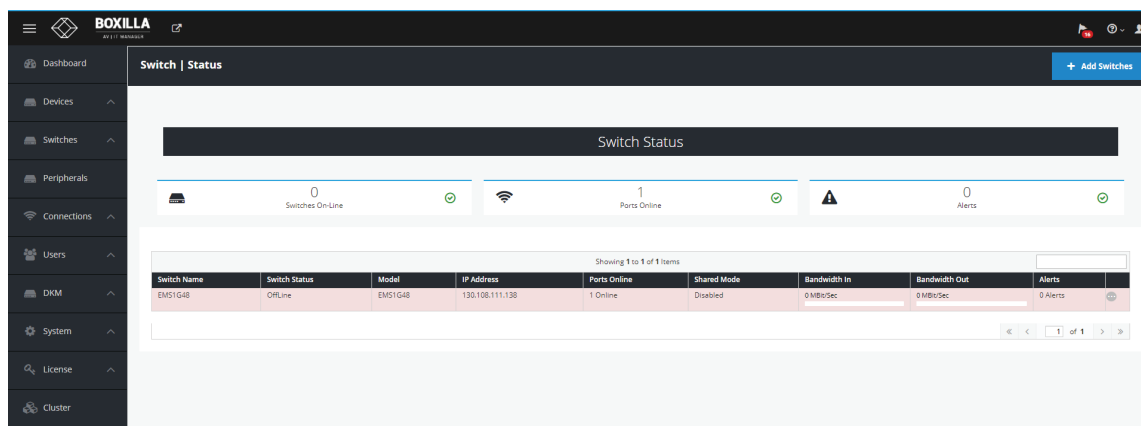 BOXILLA
AV | IT MANAGER
16
Dashboard
Switch | Status
+ Add Switches
Devices
Switches
Peripherals
Connections
Users
DKM
System
License
Cluster
Switch Status
0
Switches On-Line
1
Ports Online
0
Alerts
Showing 1 to 1 of 1 Items
Switch Name Switch Status Model IP Address Ports Online Shared Mode Bandwidth In Bandwidth Out Alerts
EMS1G48 OffLine EMS1G48 130.108.111.138 1 Online Disabled 0 MBit/Sec 0 MBit/Sec 0 Alerts
« < 1 of 1 > »